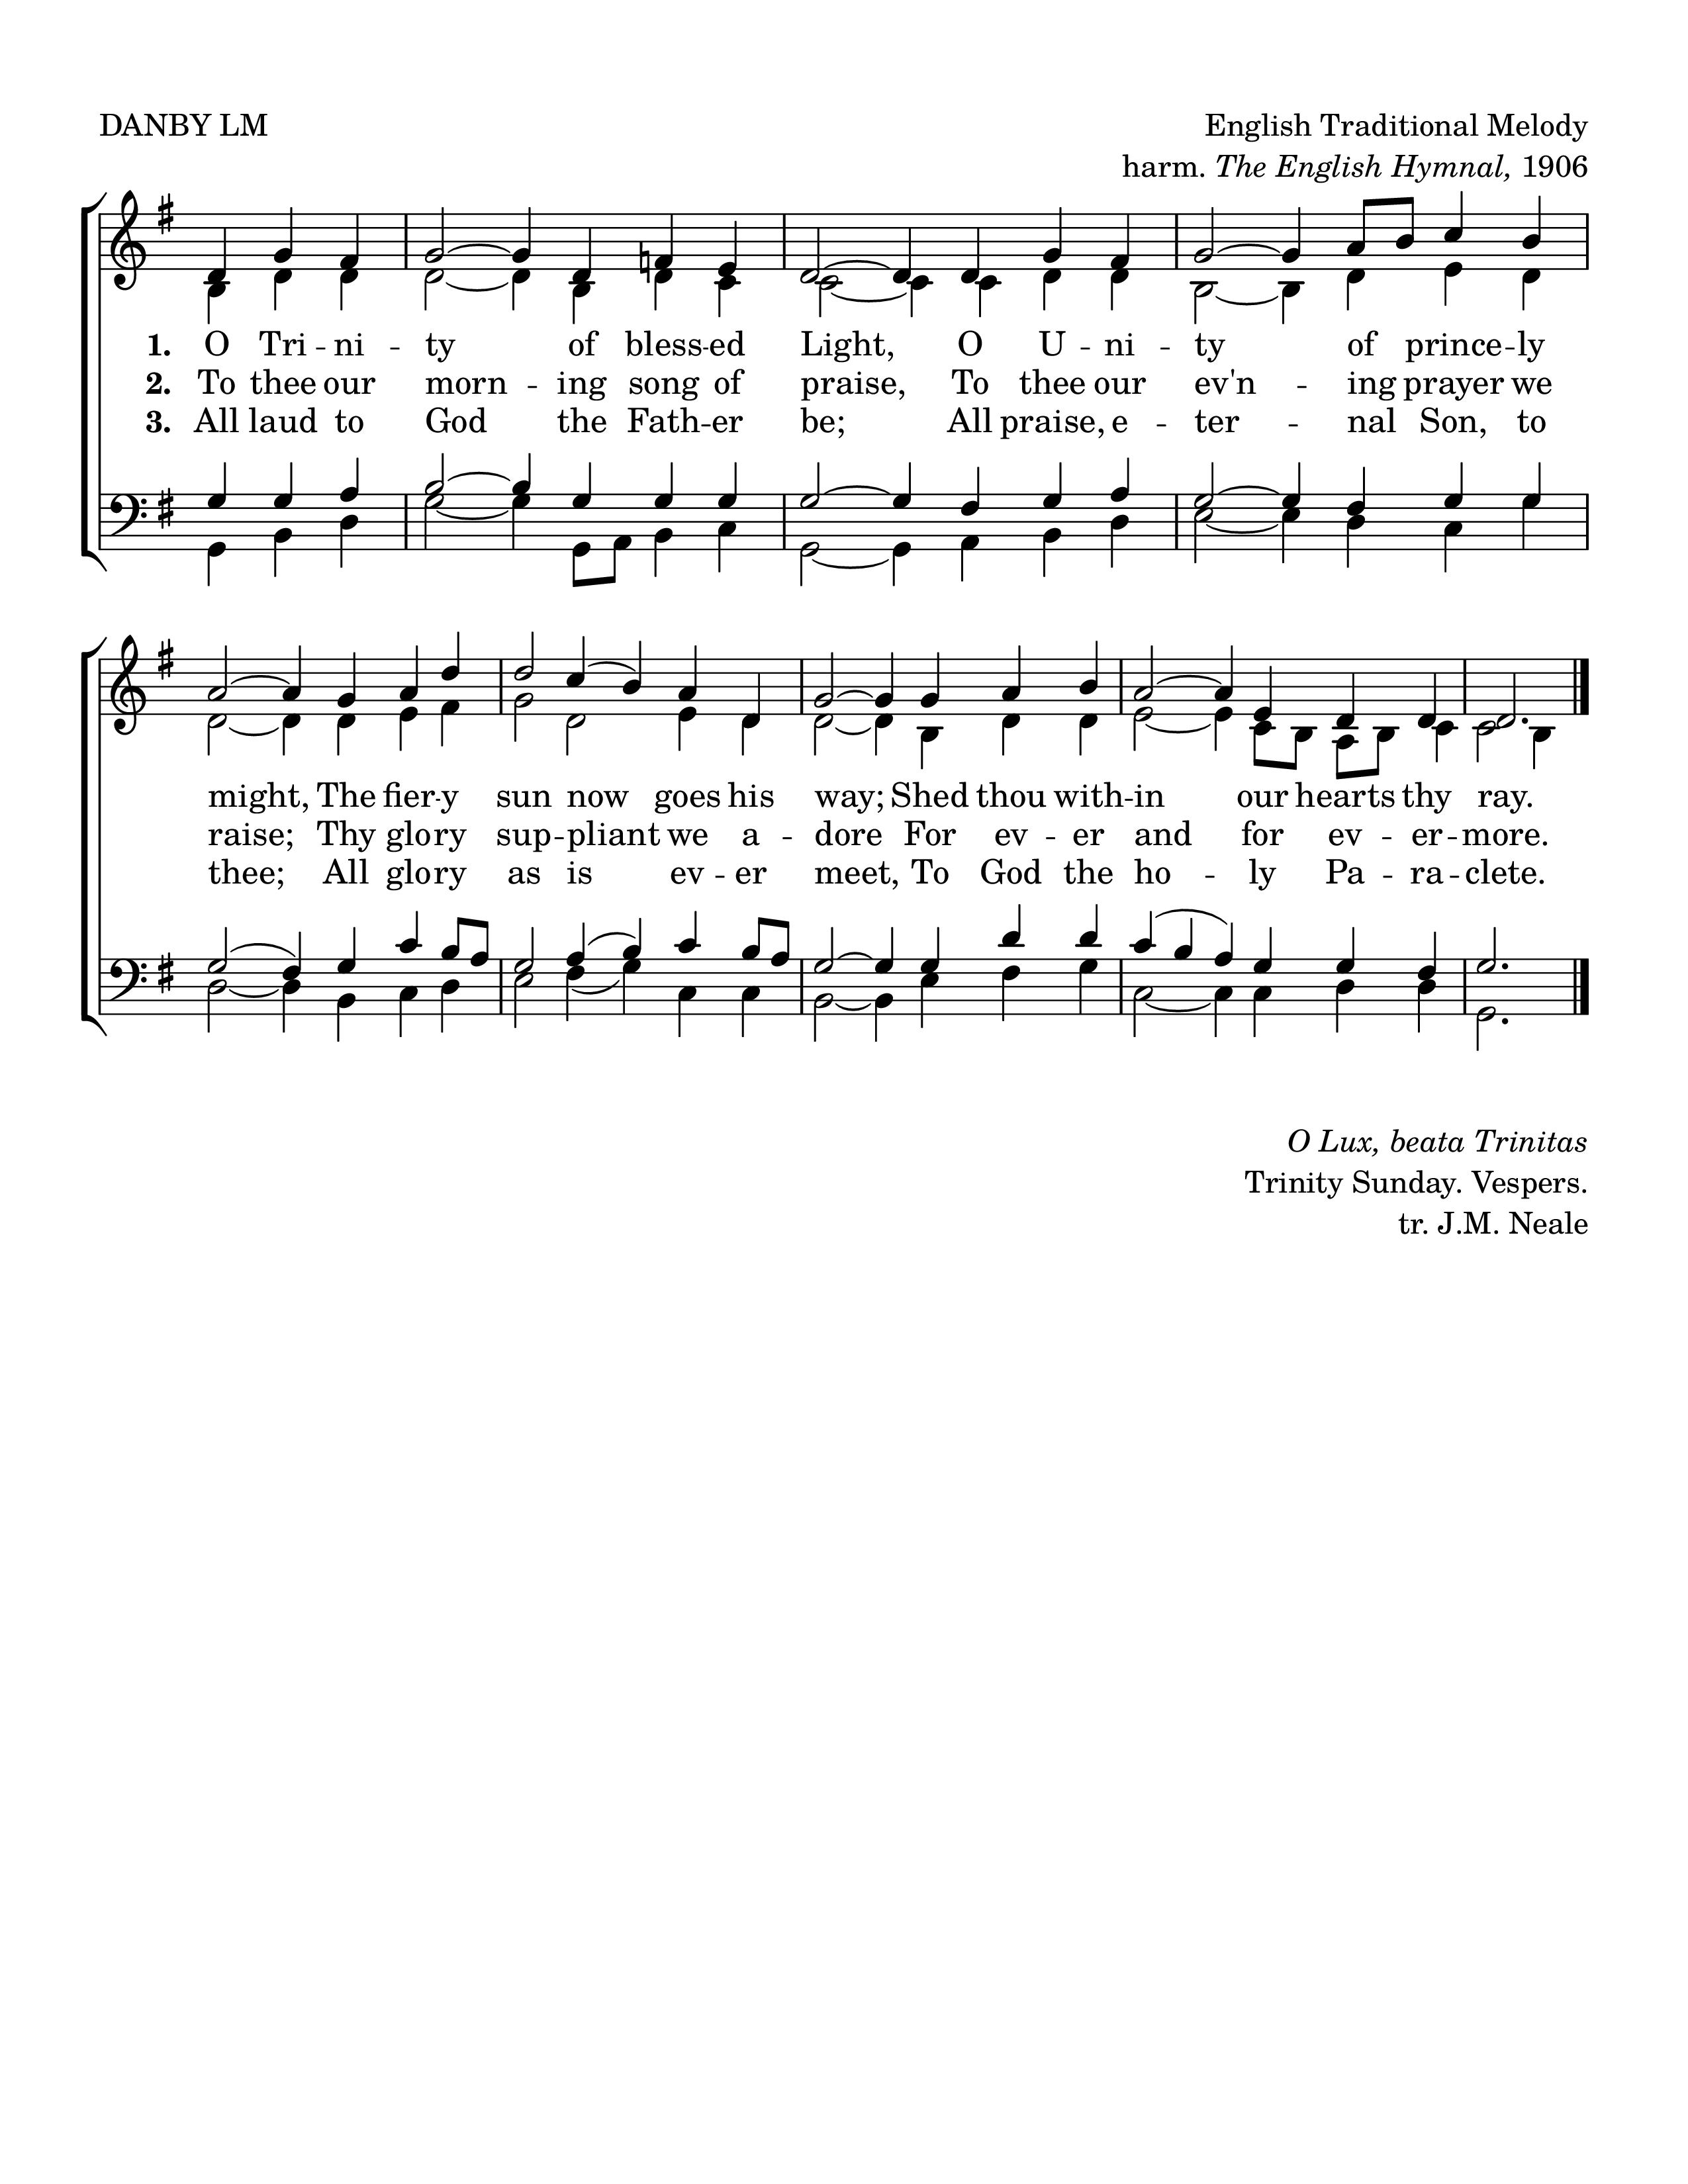 DANBY LM
English Traditional Melody
harm. The English Hymnal, 1906
1. O Tri -- ni -- ty of bless -- ed Light, O U -- ni -- ty of prince -- ly
2. To thee our morn -- ing song of praise, To thee our ev'n -- ing prayer we
3. All laud to God the Fath -- er be; All praise, e -- ter -- nal Son, to
might, The fier -- y sun now goes his way; Shed thou with -- in our hearts thy ray.
raise; Thy glo -- ry sup -- pliant we a -- dore For ev -- er and for ev -- er -- more.
thee; All glo -- ry as is ev -- er meet, To God the ho -- ly Pa -- ra -- clete.
O Lux, beata Trinitas
Trinity Sunday. Vespers.
tr. J.M. Neale